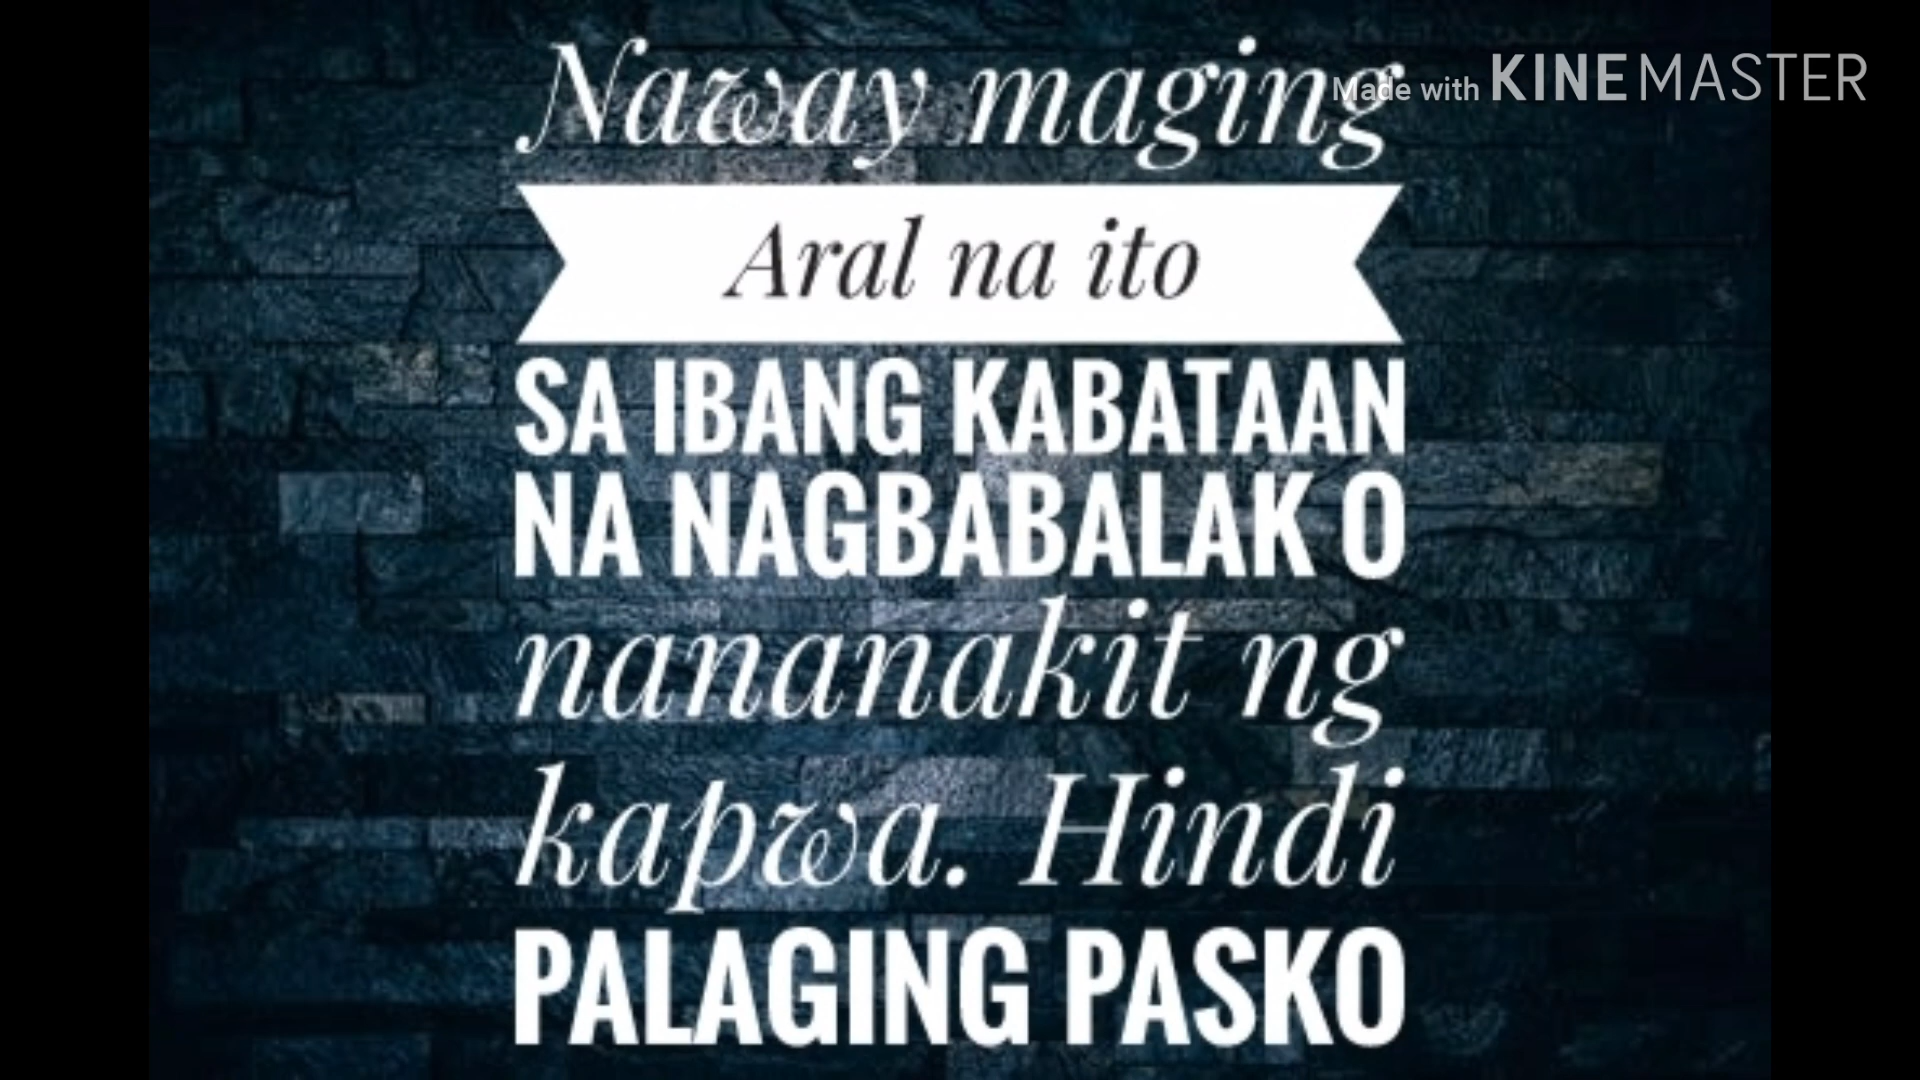 Naway maging
Made with KINEMASTER
Aral na ito
SA IBANG KABATAAN
NA NAGBABALAK O
nananakit ng
kapwa. Hindi
PALAGING PASKO